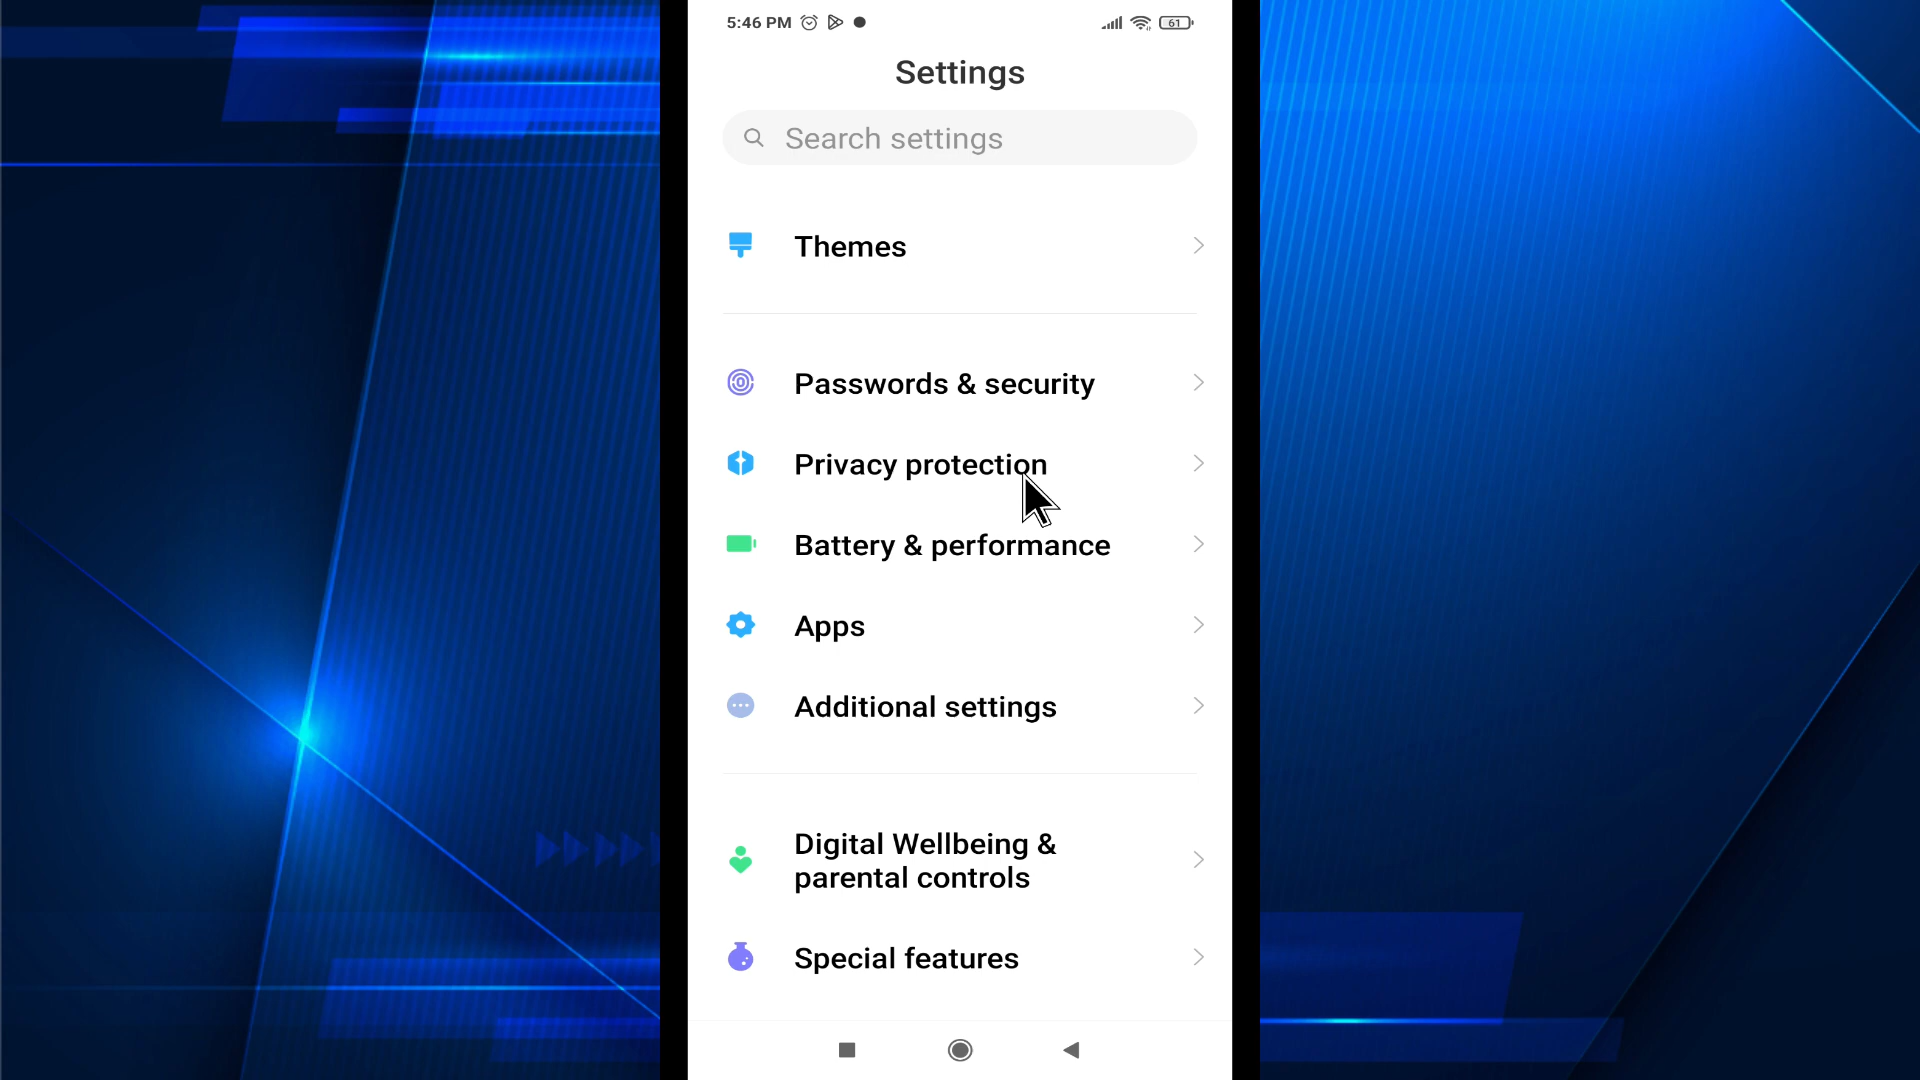 5:46 PM
61
Settings
Search settings
Themes
Passwords & security
Privacy protection
Battery & performance
Apps
Additional settings
Digital Wellbeing &
parental controls
Special features